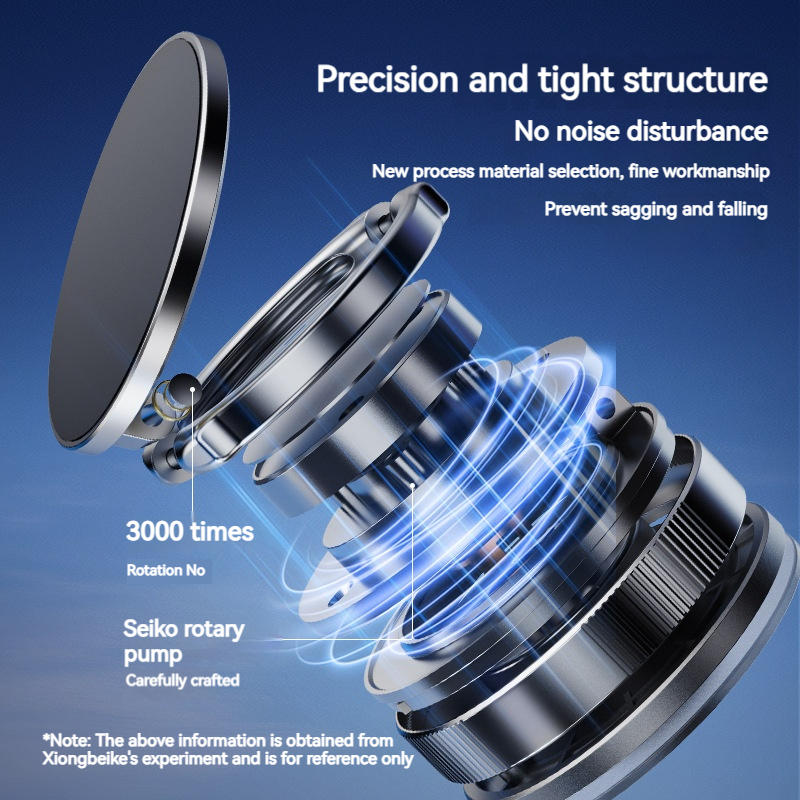 Precision and tight structure
No noise disturbance
New process material selection, fine workmanship
Prevent sagging and falling
3000 times
Rotation No
Seiko rotary
pump
Carefully crafted
*Note: The above information is obtained from
Xiongbeike's experiment and is for reference only